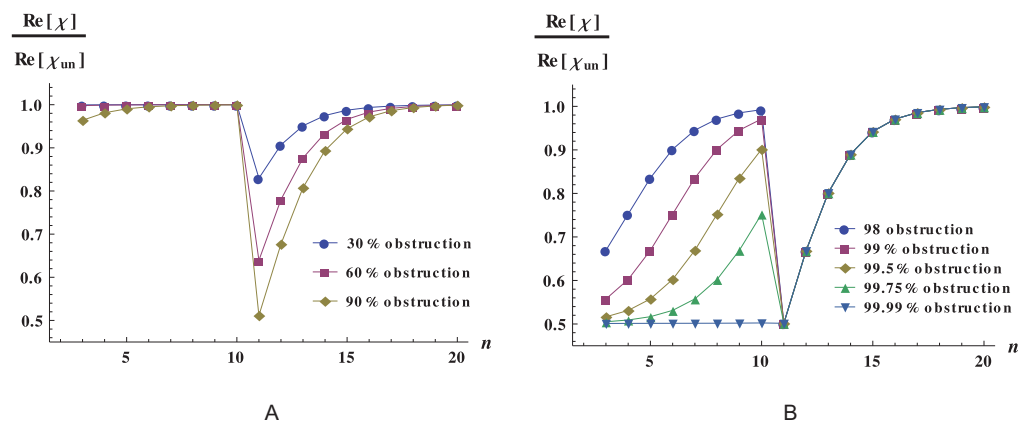 Re[χ]
Re[χun]
1.0
0.9
0.8
0.7
0.6
0.5
5
10
15
20
n
30% obstruction
60% obstruction
90% obstruction
A
Re[χ]
Re[χun]
1.0
0.9
0.8
0.7
0.6
0.5
5
10
15
20
n
98 obstruction
99% obstruction
99.5% obstruction
99.75% obstruction
99.99% obstruction
B